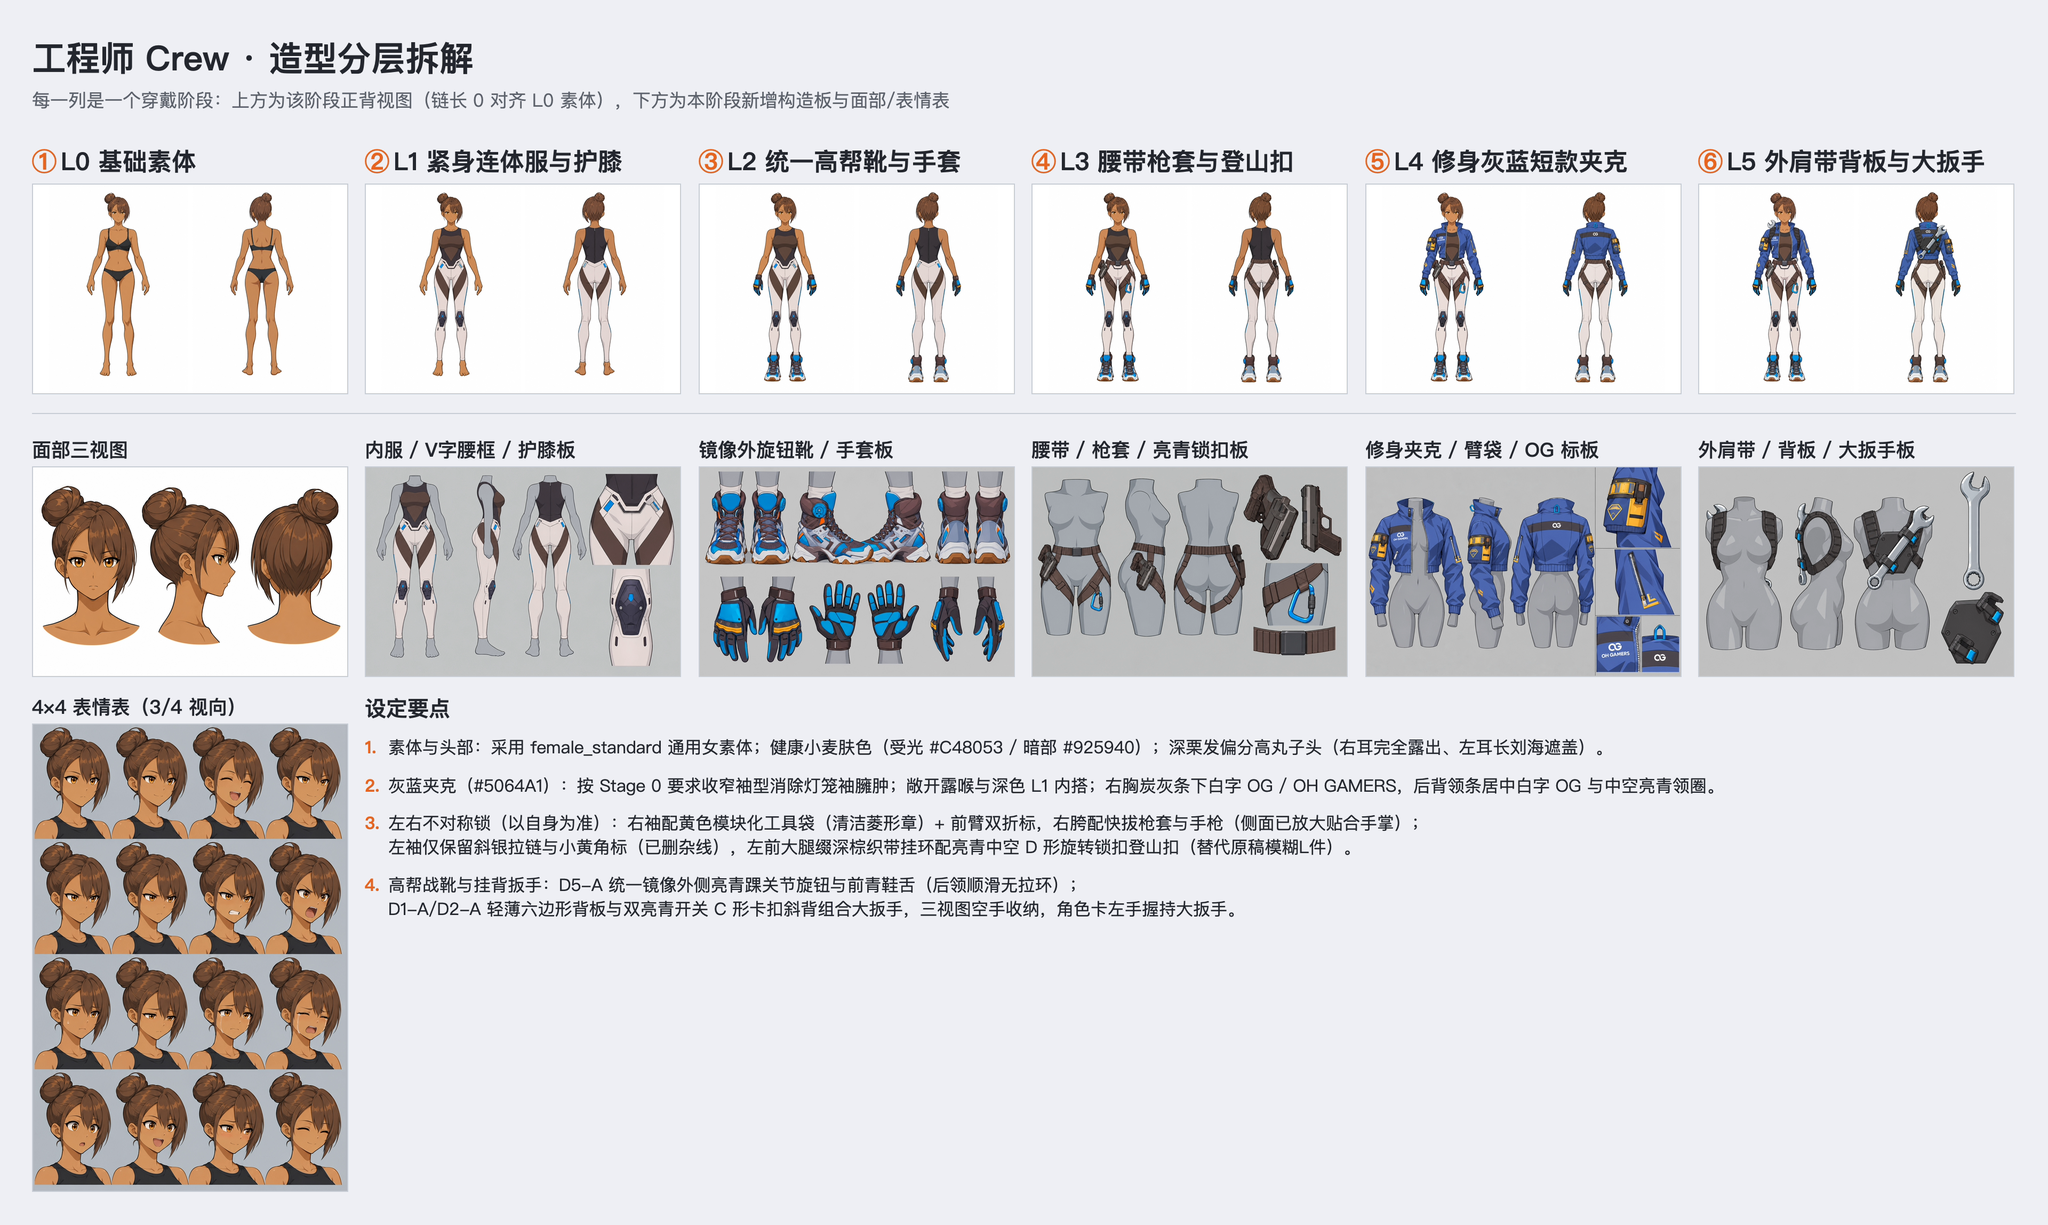 工程师 Crew · 造型分层拆解
每一列是一个穿戴阶段：上方为该阶段正背视图（链长 0 对齐 L0 素体），下方为本阶段新增构造板与面部/表情表
① L0 基础素体
② L1 紧身连体服与护膝
③ L2 统一高帮靴与手套
④ L3 腰带枪套与登山扣
⑤ L4 修身灰蓝短款夹克
⑥ L5 外肩带背板与大扳手
面部三视图
内服 / V字腰框 / 护膝板
镜像外旋钮靴 / 手套板
腰带 / 枪套 / 亮青锁扣板
修身夹克 / 臂袋 / OG 标板
外肩带 / 背板 / 大扳手板
OG
OG
OH GAMERS
OG
4×4 表情表（3/4 视向）
设定要点
1. 素体与头部：采用 female_standard 通用女素体；健康小麦肤色（受光 #C48053 / 暗部 #925940）；深栗发偏分高丸子头（右耳完全露出、左耳长刘海遮盖）。
2. 灰蓝夹克（#5064A1）：按 Stage 0 要求收窄袖型消除灯笼袖臃肿；敞开露喉与深色 L1 内搭；右胸炭灰条下白字 OG / OH GAMERS，后背领条居中白字 OG 与中空亮青领圈。
3. 左右不对称锁（以自身为准）：右袖配黄色模块化工具袋（清洁菱形章）+ 前臂双折标，右胯配快拔枪套与手枪（侧面已放大贴合手掌）；
左袖仅保留斜银拉链与小黄角标（已删杂线），左前大腿缀深棕织带挂环配亮青中空 D 形旋转锁扣登山扣（替代原稿模糊L件）。
4. 高帮战靴与挂背扳手：D5-A 统一镜像外侧亮青踝关节旋钮与前青鞋舌（后领顺滑无拉环）；
D1-A/D2-A 轻薄六边形背板与双亮青开关 C 形卡扣斜背组合大扳手，三视图空手收纳，角色卡左手握持大扳手。